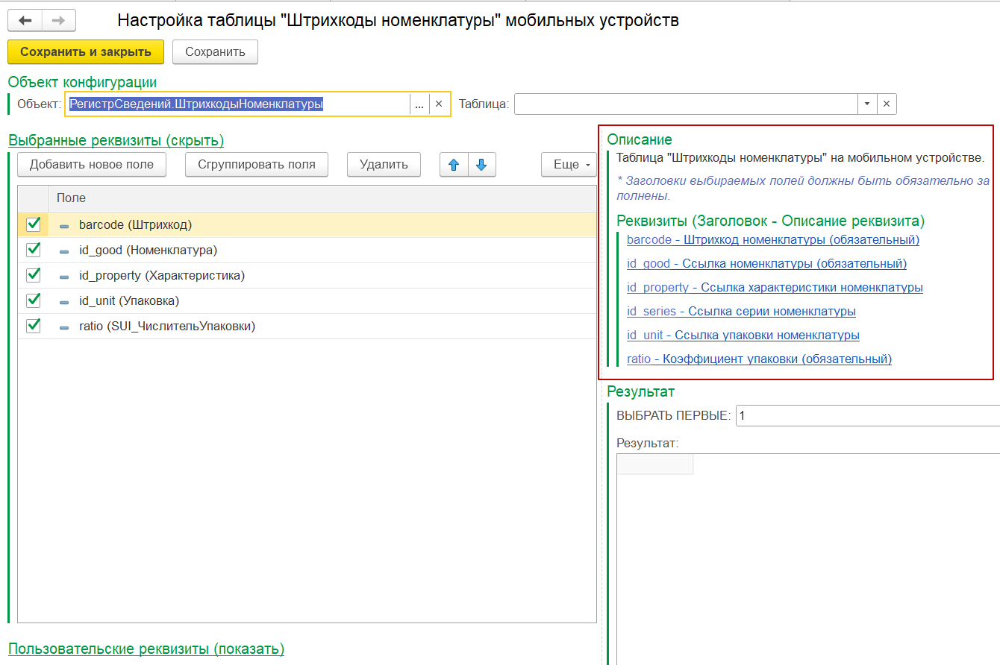 Настройка таблицы "Штрихкоды номенклатуры" мобильных устройств
Сохранить и закрыть
Сохранить
Объект конфигурации
Объект: РегистрСведений.ШтрихкодыНоменклатуры ... × Таблица: ×
Выбранные реквизиты (скрыть)
Добавить новое поле
Сгруппировать поля
Удалить
Еще
Поле
barcode (Штрихкод)
id_good (Номенклатура)
id_property (Характеристика)
id_unit (Упаковка)
ratio (SUI_ЧислительУпаковки)
Пользовательские реквизиты (показать)
Описание
Таблица "Штрихкоды номенклатуры" на мобильном устройстве.
* Заголовки выбираемых полей должны быть обязательно за
полнены.
Реквизиты (Заголовок - Описание реквизита)
barcode - Штрихкод номенклатуры (обязательный)
id_good - Ссылка номенклатуры (обязательный)
id_property - Ссылка характеристики номенклатуры
id_series - Ссылка серии номенклатуры
id_unit - Ссылка упаковки номенклатуры
ratio - Коэффициент упаковки (обязательный)
Результат
ВЫБРАТЬ ПЕРВЫЕ: 1
Результат: